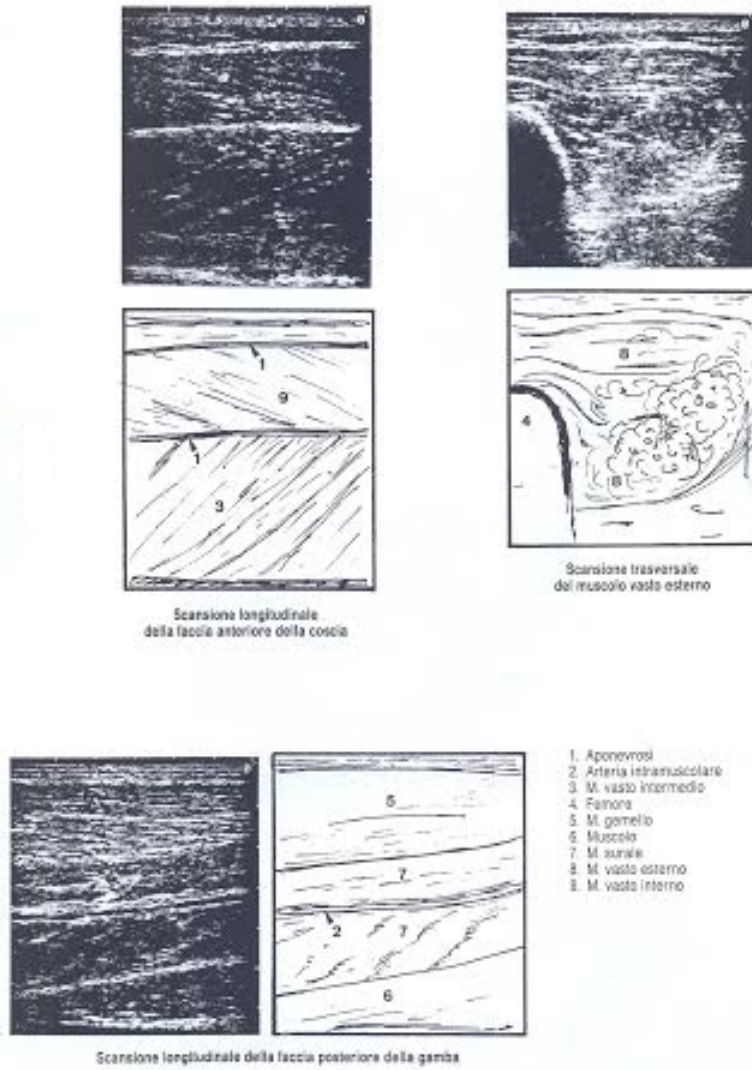 1
9
1
3
Scansione longitudinale
della faccia anteriore della coscia
8
4
8
Scansione trasversale
del muscolo vasto esterno
5
7
2
7
6
Scansione longitudinale della faccia posteriore della gamba
1. Aponevrosi
2. Arteria intramuscolare
3. M. vasto intermedio
4. Femore
5. M. gemello
6. Muscolo
7. M. surale
8. M. vasto esterno
9. M. vasto interno